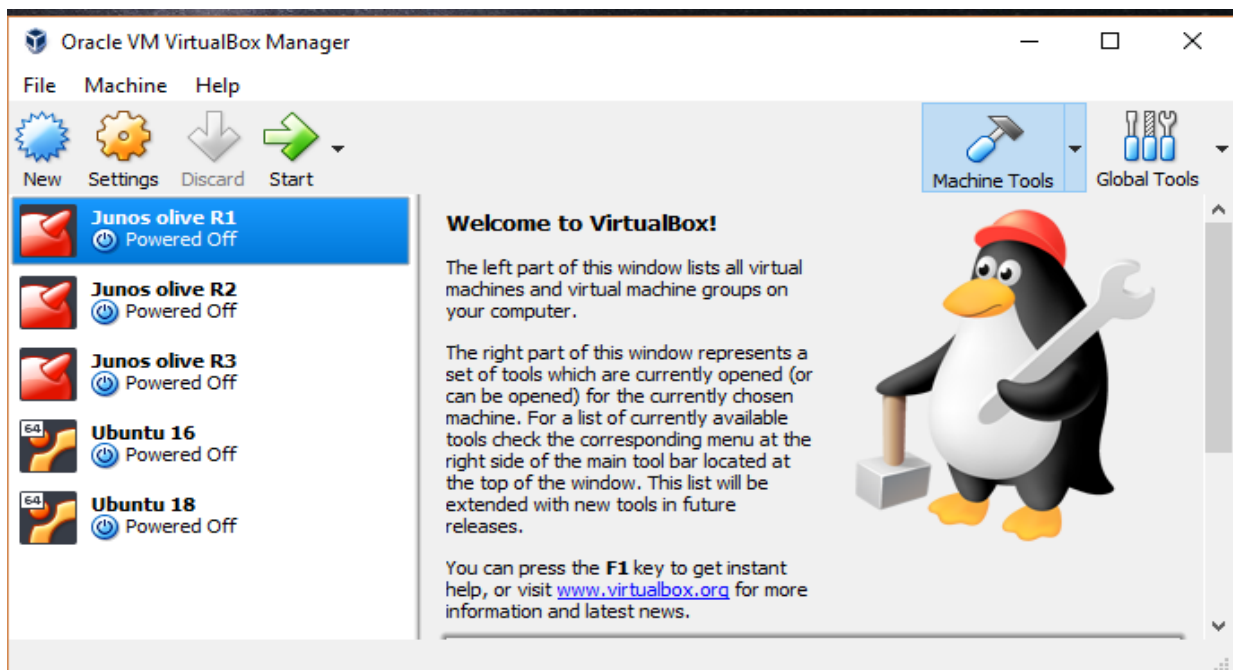 Oracle VM VirtualBox Manager
File Machine Help
New Settings Discard Start Machine Tools Global Tools
Junos olive R1
Powered Off
Junos olive R2
Powered Off
Junos olive R3
Powered Off
64
Ubuntu 16
Powered Off
64
Ubuntu 18
Powered Off
Welcome to VirtualBox!
The left part of this window lists all virtual
machines and virtual machine groups on
your computer.
The right part of this window represents a
set of tools which are currently opened (or
can be opened) for the currently chosen
machine. For a list of currently available
tools check the corresponding menu at the
right side of the main tool bar located at
the top of the window. This list will be
extended with new tools in future
releases.
You can press the F1 key to get instant
help, or visit www.virtualbox.org for more
information and latest news.